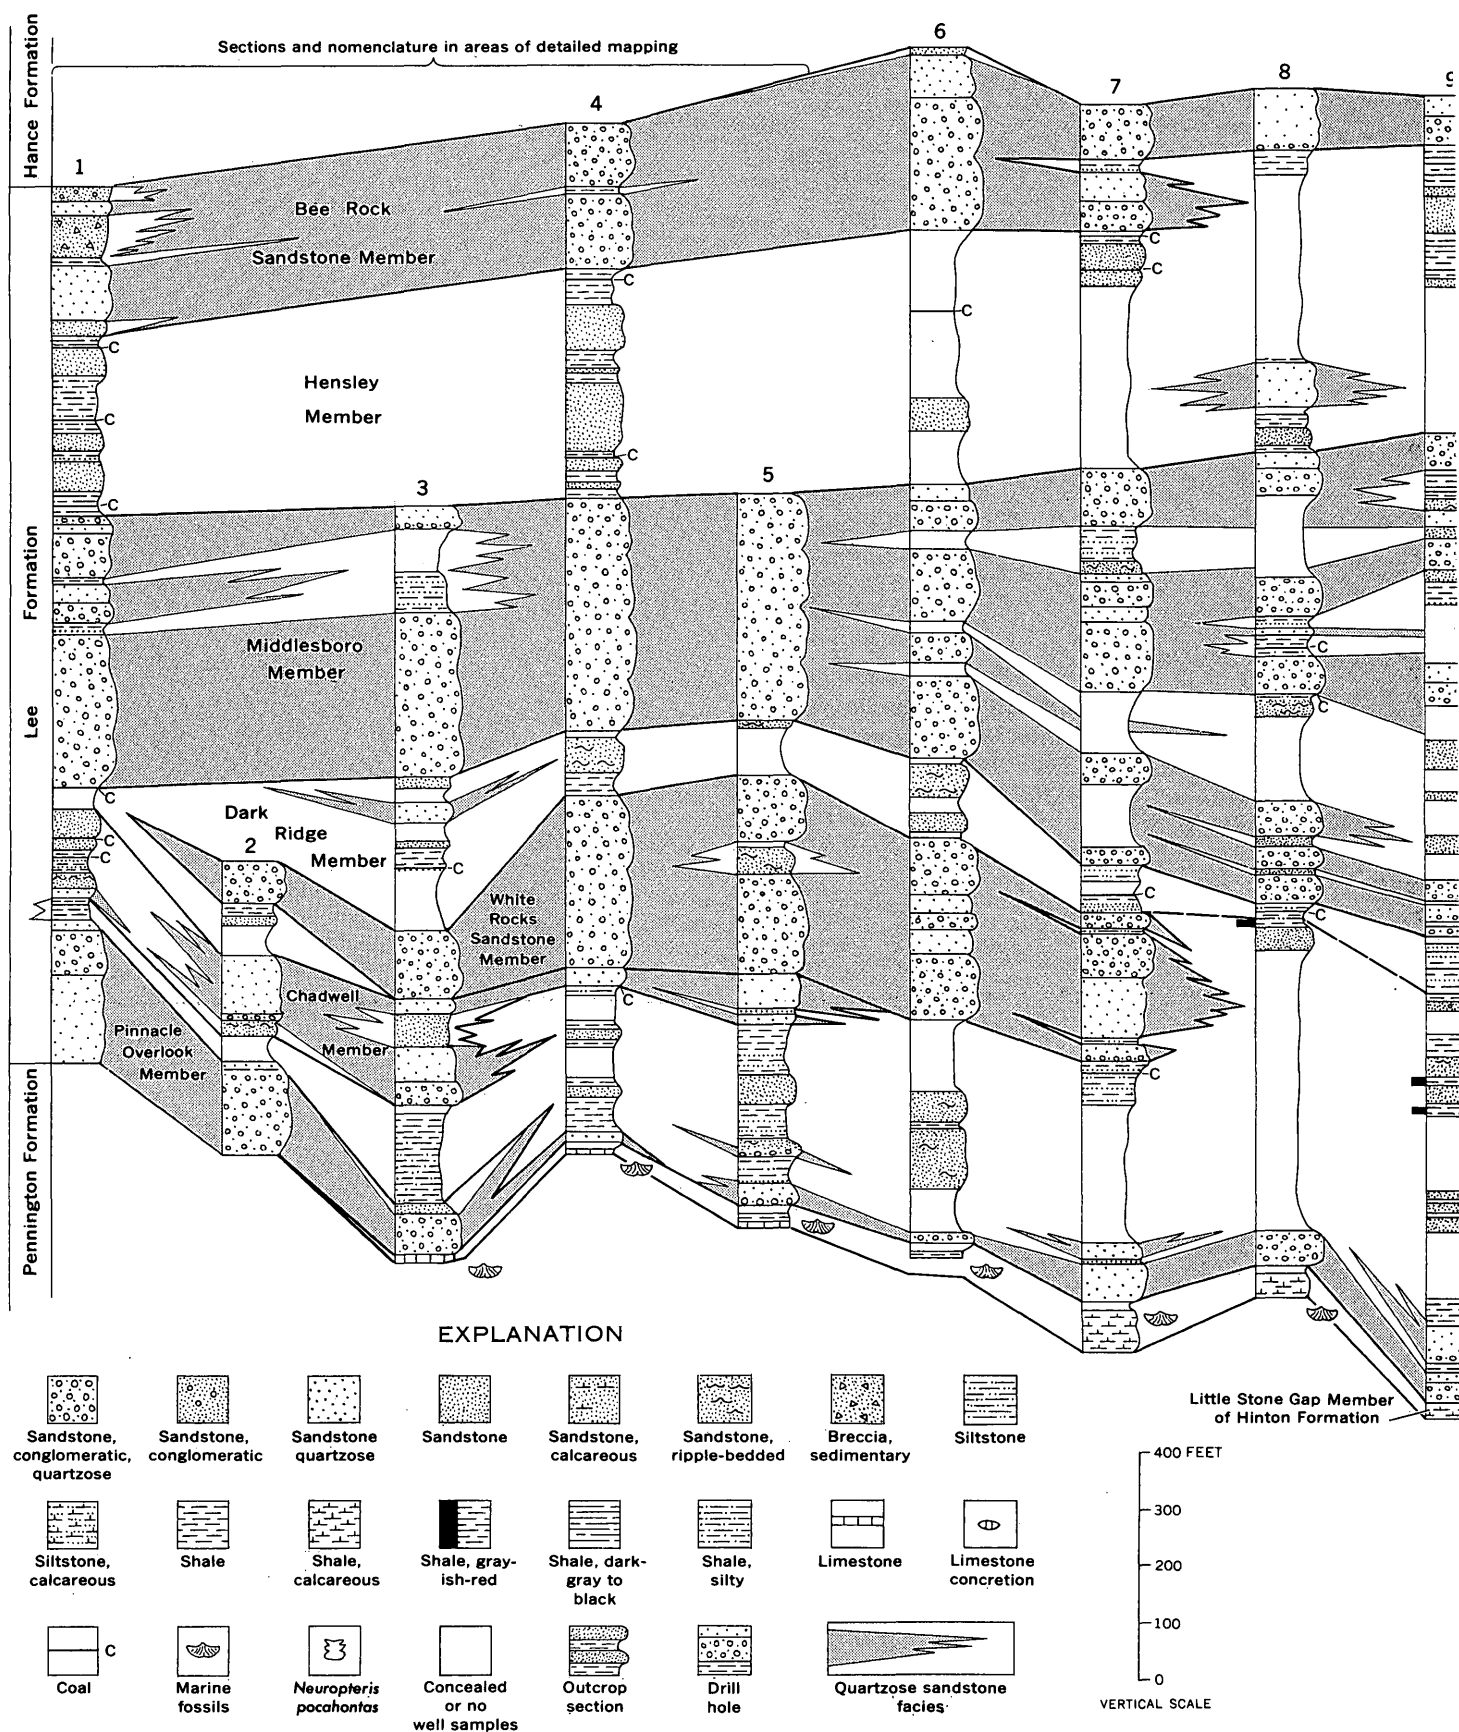 Sections and nomenclature in areas of detailed mapping
Hance Formation
Lee Formation
Pennington Formation
1
2
3
4
5
6
7
8
Bee Rock
Sandstone Member
C
C
C
C
C
C
C
Hensley
Member
C
C
C
Middlesboro
Member
C
C
C
C
Dark
Ridge
Member
C
C
C
White
Rocks
Sandstone
Member
C
C
Chadwell
Member
C
C
Pinnacle
Overlook
Member
Little Stone Gap Member
of Hinton Formation
EXPLANATION
Sandstone,
conglomeratic,
quartzose
Sandstone,
conglomeratic
Sandstone
quartzose
Sandstone
Sandstone,
calcareous
Sandstone,
ripple-bedded
Breccia,
sedimentary
Siltstone
Siltstone,
calcareous
Shale
Shale,
calcareous
Shale, gray-
ish-red
Shale, dark-
gray to
black
Shale,
silty
Limestone
Limestone
concretion
C
Coal
Marine
fossils
Neuropteris
pocahontas
Concealed
or no
well samples
Outcrop
section
Drill
hole
Quartzose sandstone
facies
400 FEET
300
200
100
0
VERTICAL SCALE